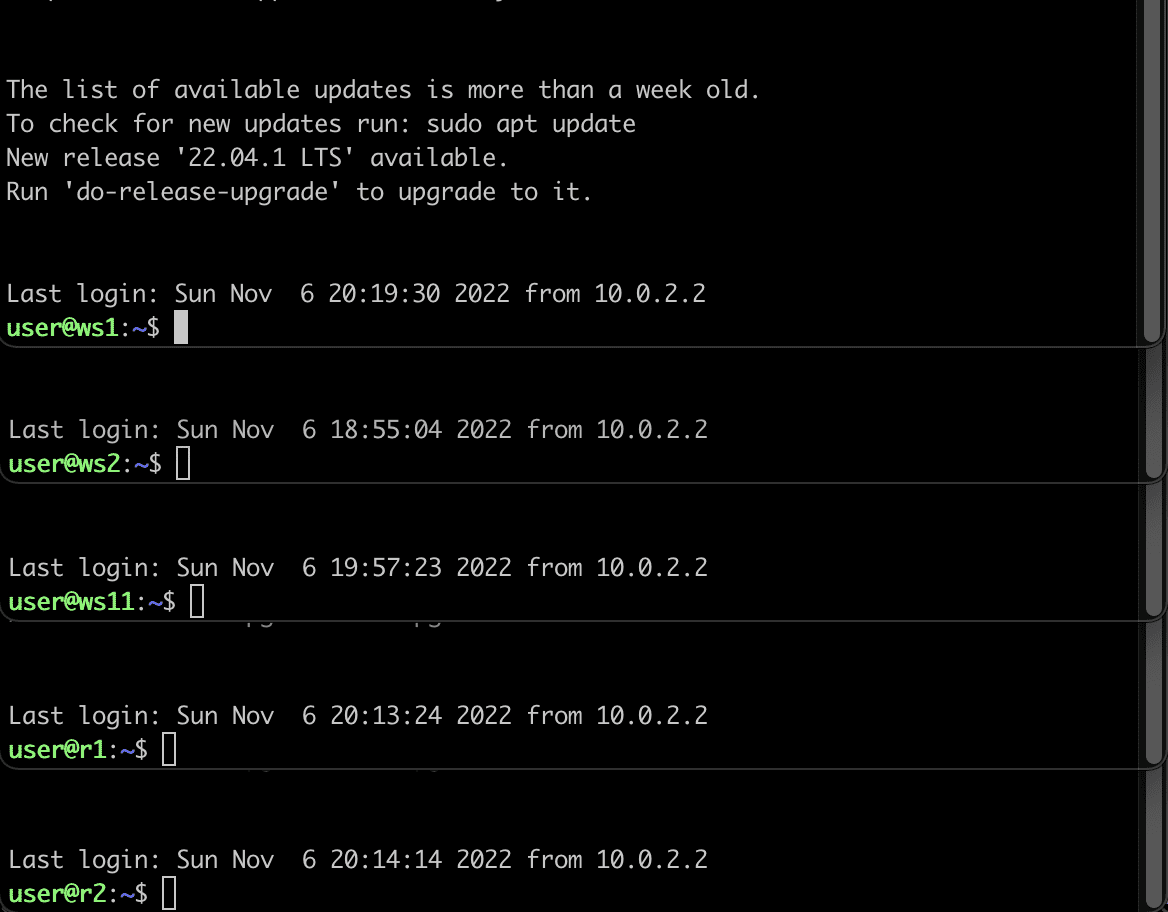 The list of available updates is more than a week old.
To check for new updates run: sudo apt update
New release '22.04.1 LTS' available.
Run 'do-release-upgrade' to upgrade to it.
Last login: Sun Nov  6 20:19:30 2022 from 10.0.2.2
user@ws1:~$
Last login: Sun Nov  6 18:55:04 2022 from 10.0.2.2
user@ws2:~$
Last login: Sun Nov  6 19:57:23 2022 from 10.0.2.2
user@ws11:~$
Last login: Sun Nov  6 20:13:24 2022 from 10.0.2.2
user@r1:~$
Last login: Sun Nov  6 20:14:14 2022 from 10.0.2.2
user@r2:~$